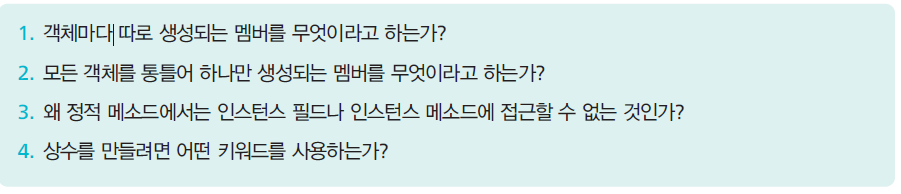 1. 객체마다 따로 생성되는 멤버를 무엇이라고 하는가?
2. 모든 객체를 통틀어 하나만 생성되는 멤버를 무엇이라고 하는가?
3. 왜 정적 메소드에서는 인스턴스 필드나 인스턴스 메소드에 접근할 수 없는 것인가?
4. 상수를 만들려면 어떤 키워드를 사용하는가?